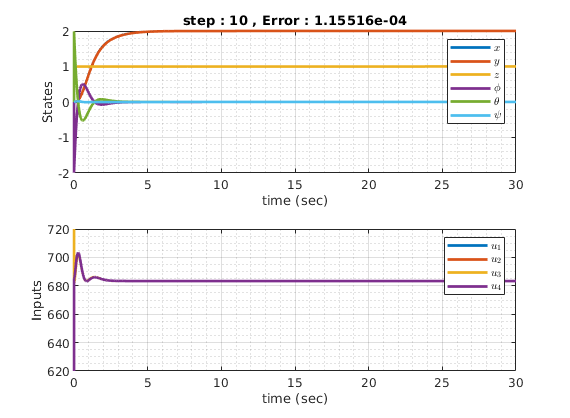 step : 10 , Error : 1.15516e-04
States
2
1
0
-1
-2
0
5
10
15
20
25
30
time (sec)
x
y
z
ϕ
θ
ψ
Inputs
720
700
680
660
640
620
0
5
10
15
20
25
30
time (sec)
u₁
u₂
u₃
u₄